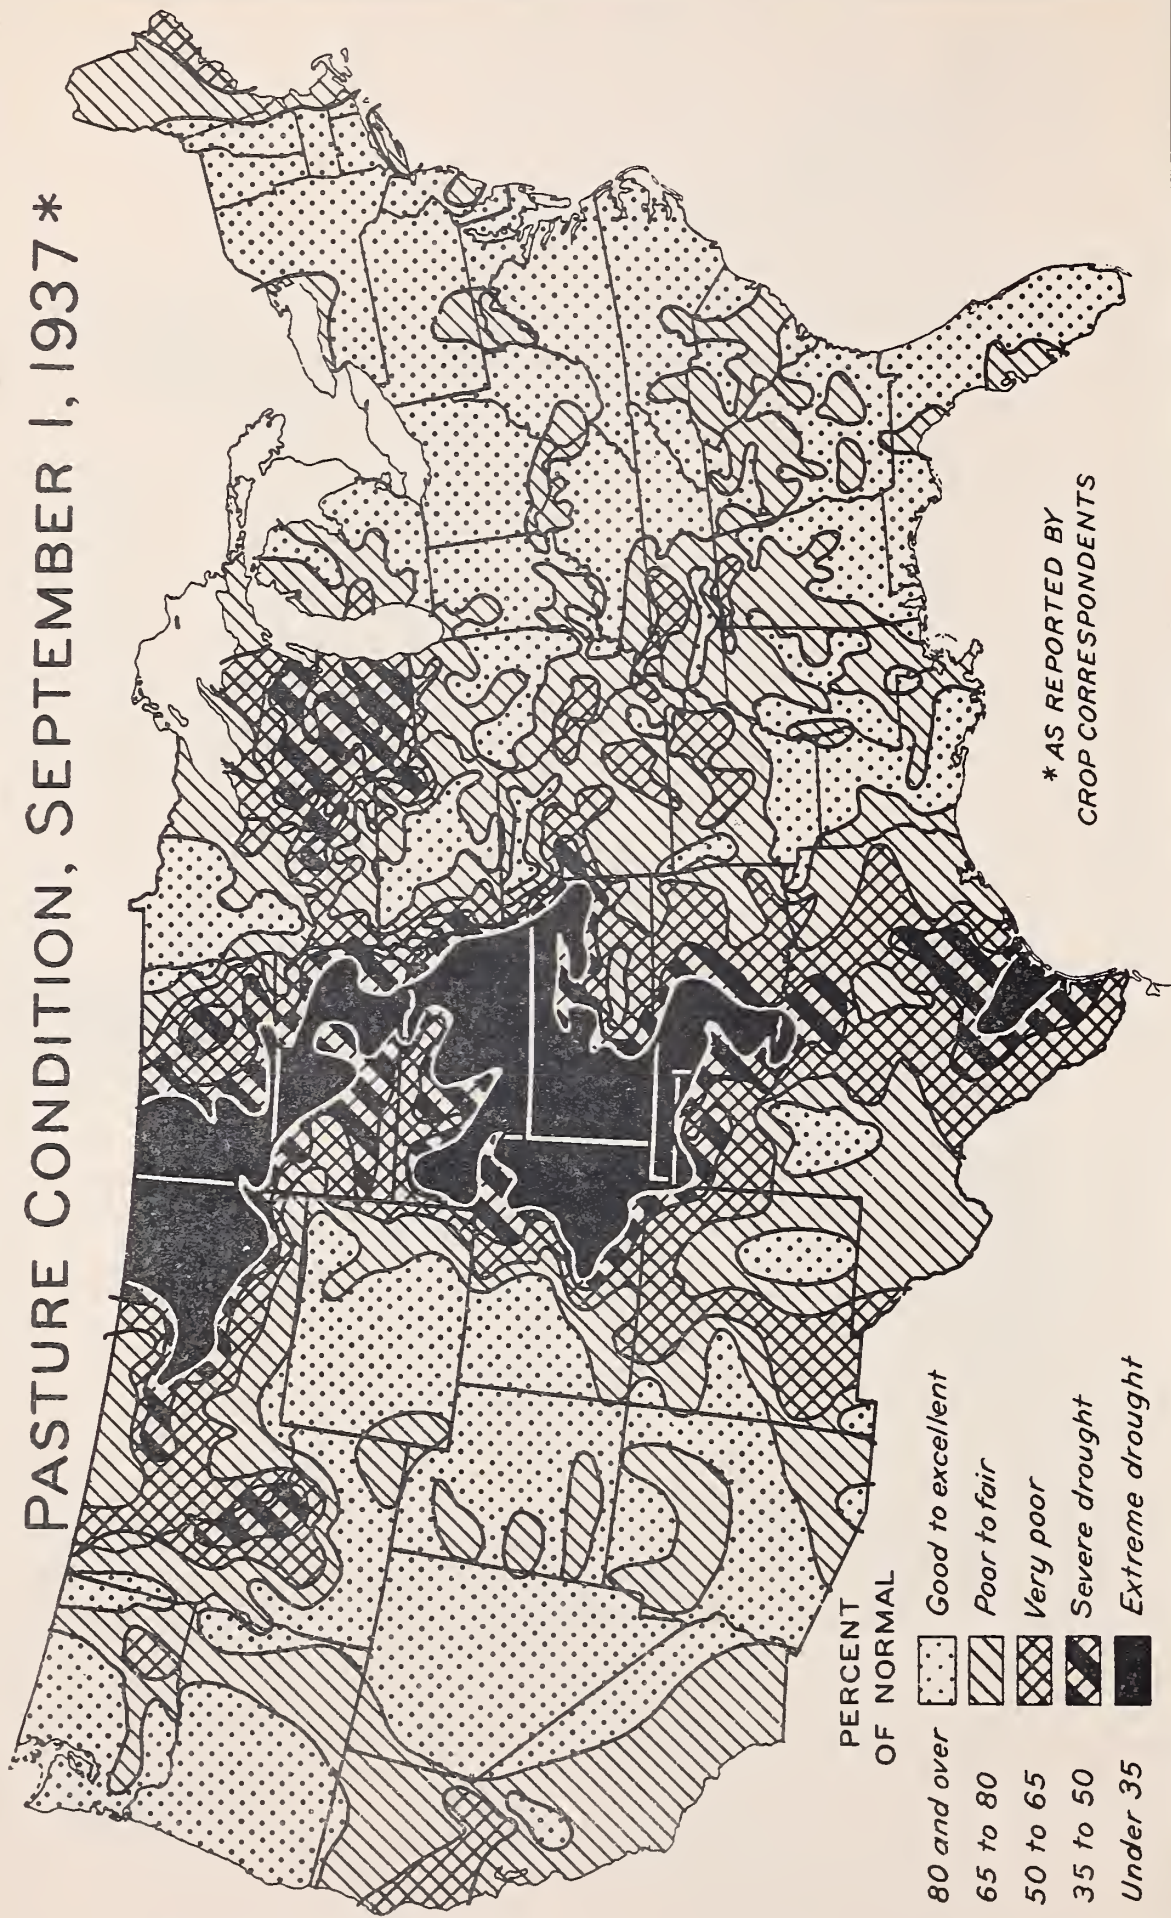 PASTURE CONDITION, SEPTEMBER 1, 1937*
* AS REPORTED BY
CROP CORRESPONDENTS
PERCENT
OF NORMAL
80 and over Good to excellent
65 to 80 Poor to fair
50 to 65 Very poor
35 to 50 Severe drought
Under 35 Extreme drought